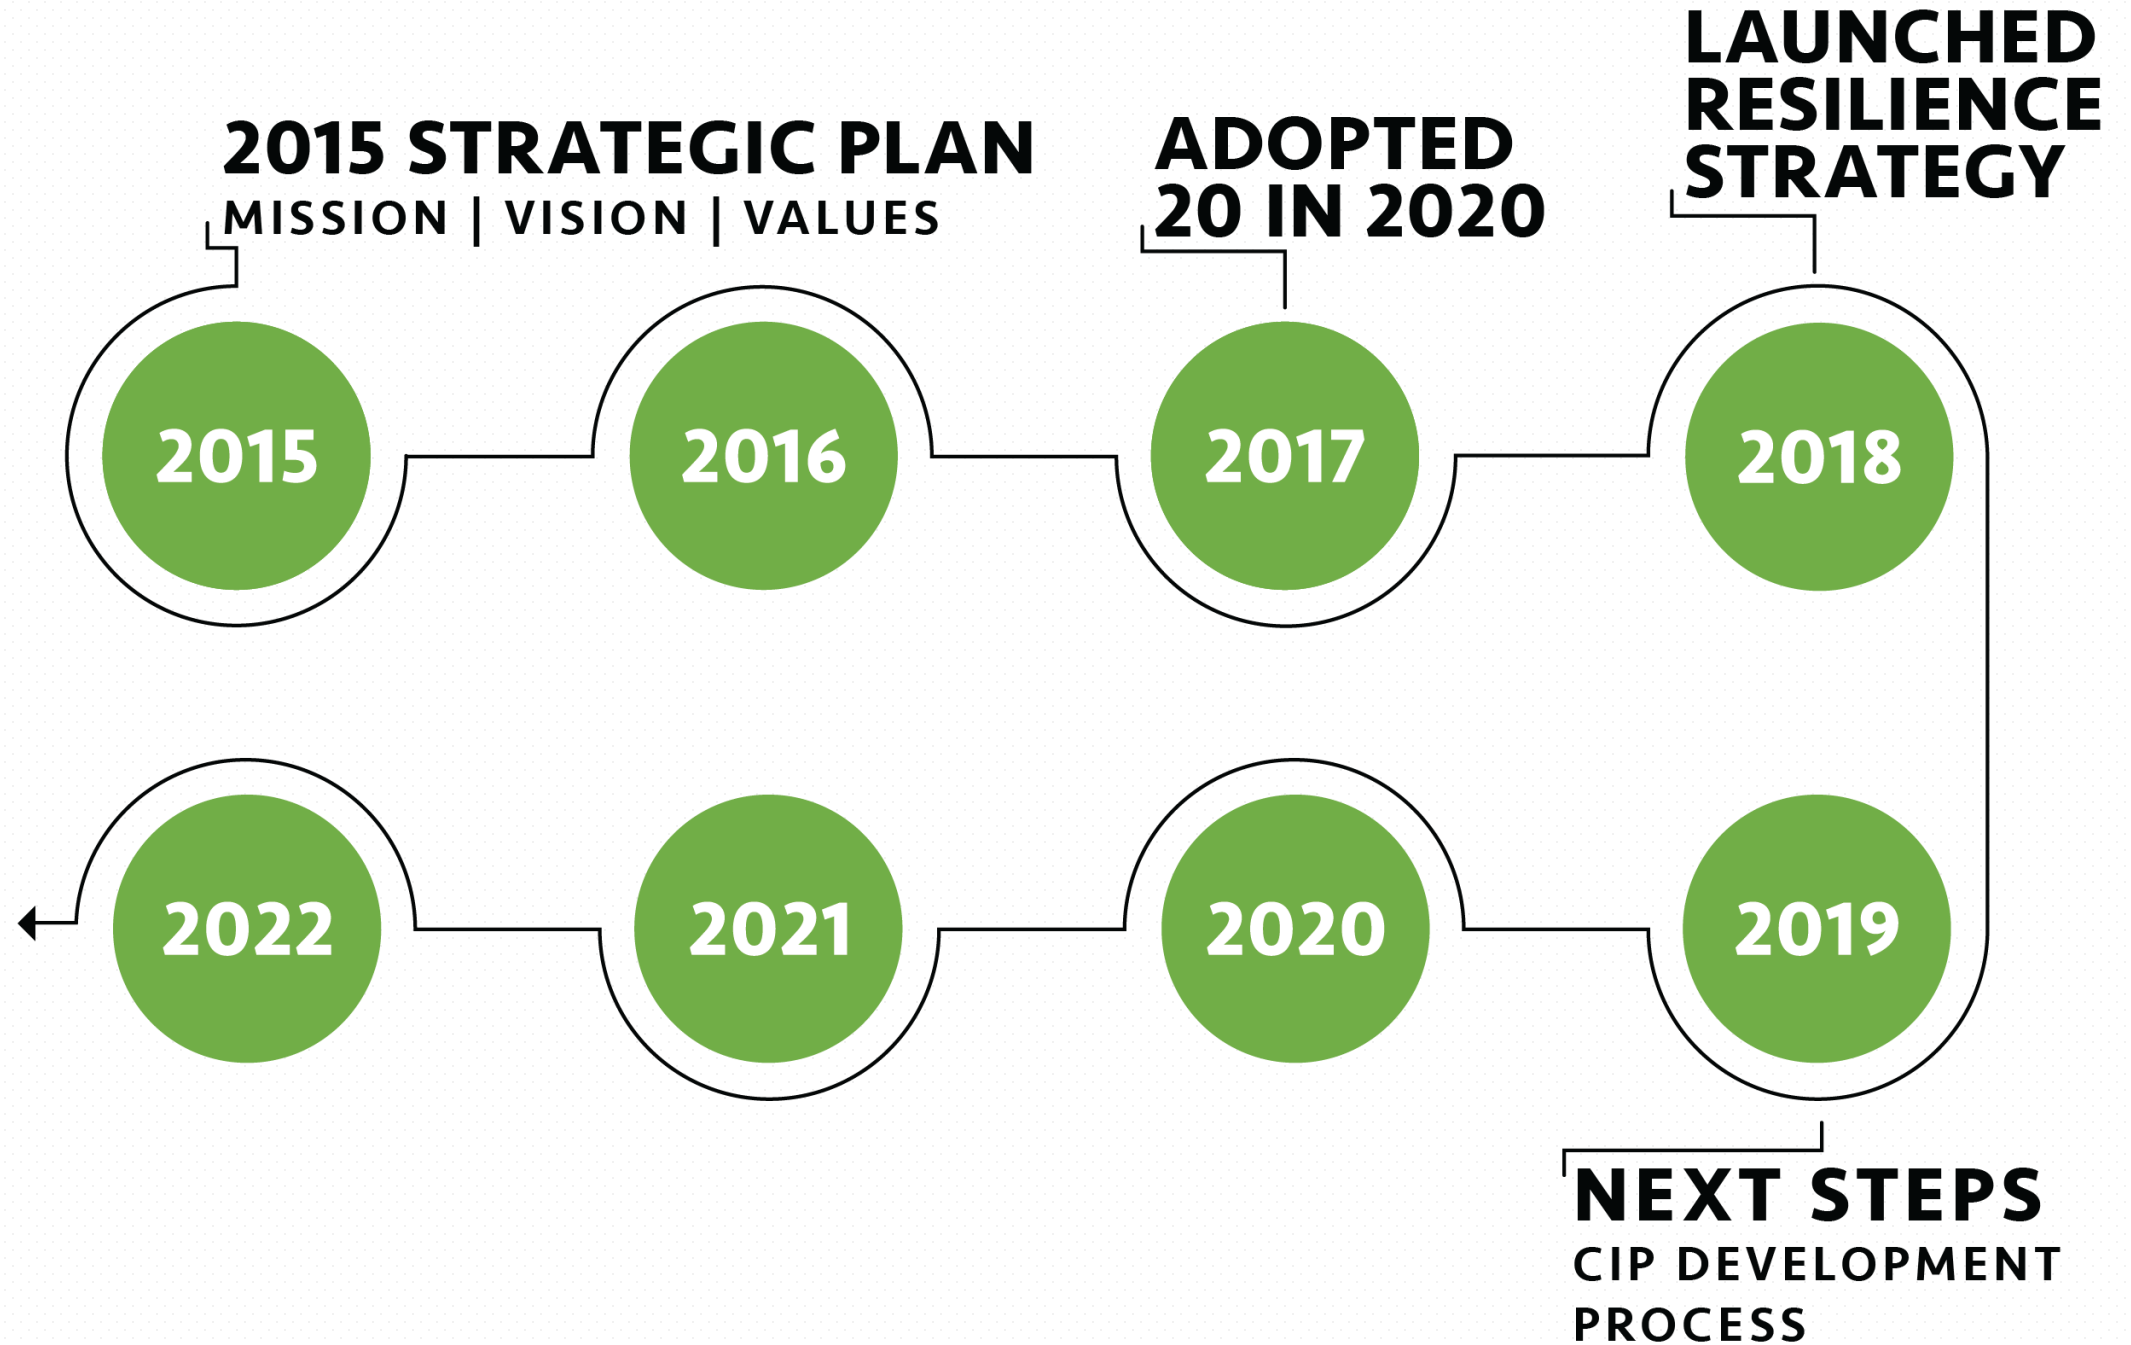 LAUNCHED
RESILIENCE
STRATEGY
2015 STRATEGIC PLAN
MISSION | VISION | VALUES
ADOPTED
20 IN 2020
2015
2016
2017
2018
2022
2021
2020
2019
NEXT STEPS
CIP DEVELOPMENT
PROCESS